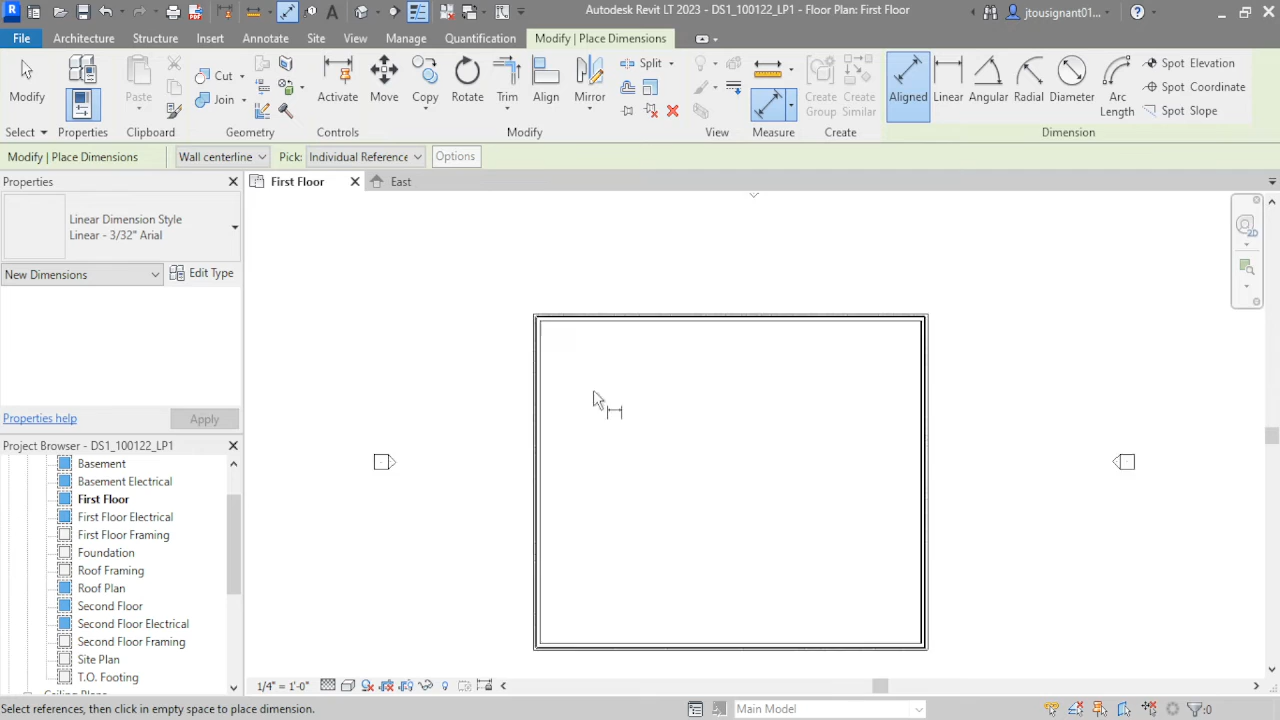 Autodesk Revit LT 2023 - DS1_100122_LP1 - Floor Plan: First Floor
jtousignant01...
File
Architecture
Structure
Insert
Annotate
Site
View
Manage
Quantification
Modify | Place Dimensions
Modify
Properties
Paste
Cut
Join
Activate
Move
Copy
Rotate
Trim
Align
Mirror
Split
Create Group
Create Similar
Aligned
Linear
Angular
Radial
Diameter
Arc Length
Spot Elevation
Spot Coordinate
Spot Slope
Select
Properties
Clipboard
Geometry
Controls
Modify
View
Measure
Create
Dimension
Modify | Place Dimensions
Wall centerline
Pick:
Individual Reference
Options
Properties
First Floor
East
Linear Dimension Style
Linear - 3/32" Arial
New Dimensions
Edit Type
2D
Properties help
Apply
Project Browser - DS1_100122_LP1
Basement
Basement Electrical
First Floor
First Floor Electrical
First Floor Framing
Foundation
Roof Framing
Roof Plan
Second Floor
Second Floor Electrical
Second Floor Framing
Site Plan
T.O. Footing
Ceiling Plans
1/4" = 1'-0"
Select references, then click in empty space to place dimension.
Main Model
:0